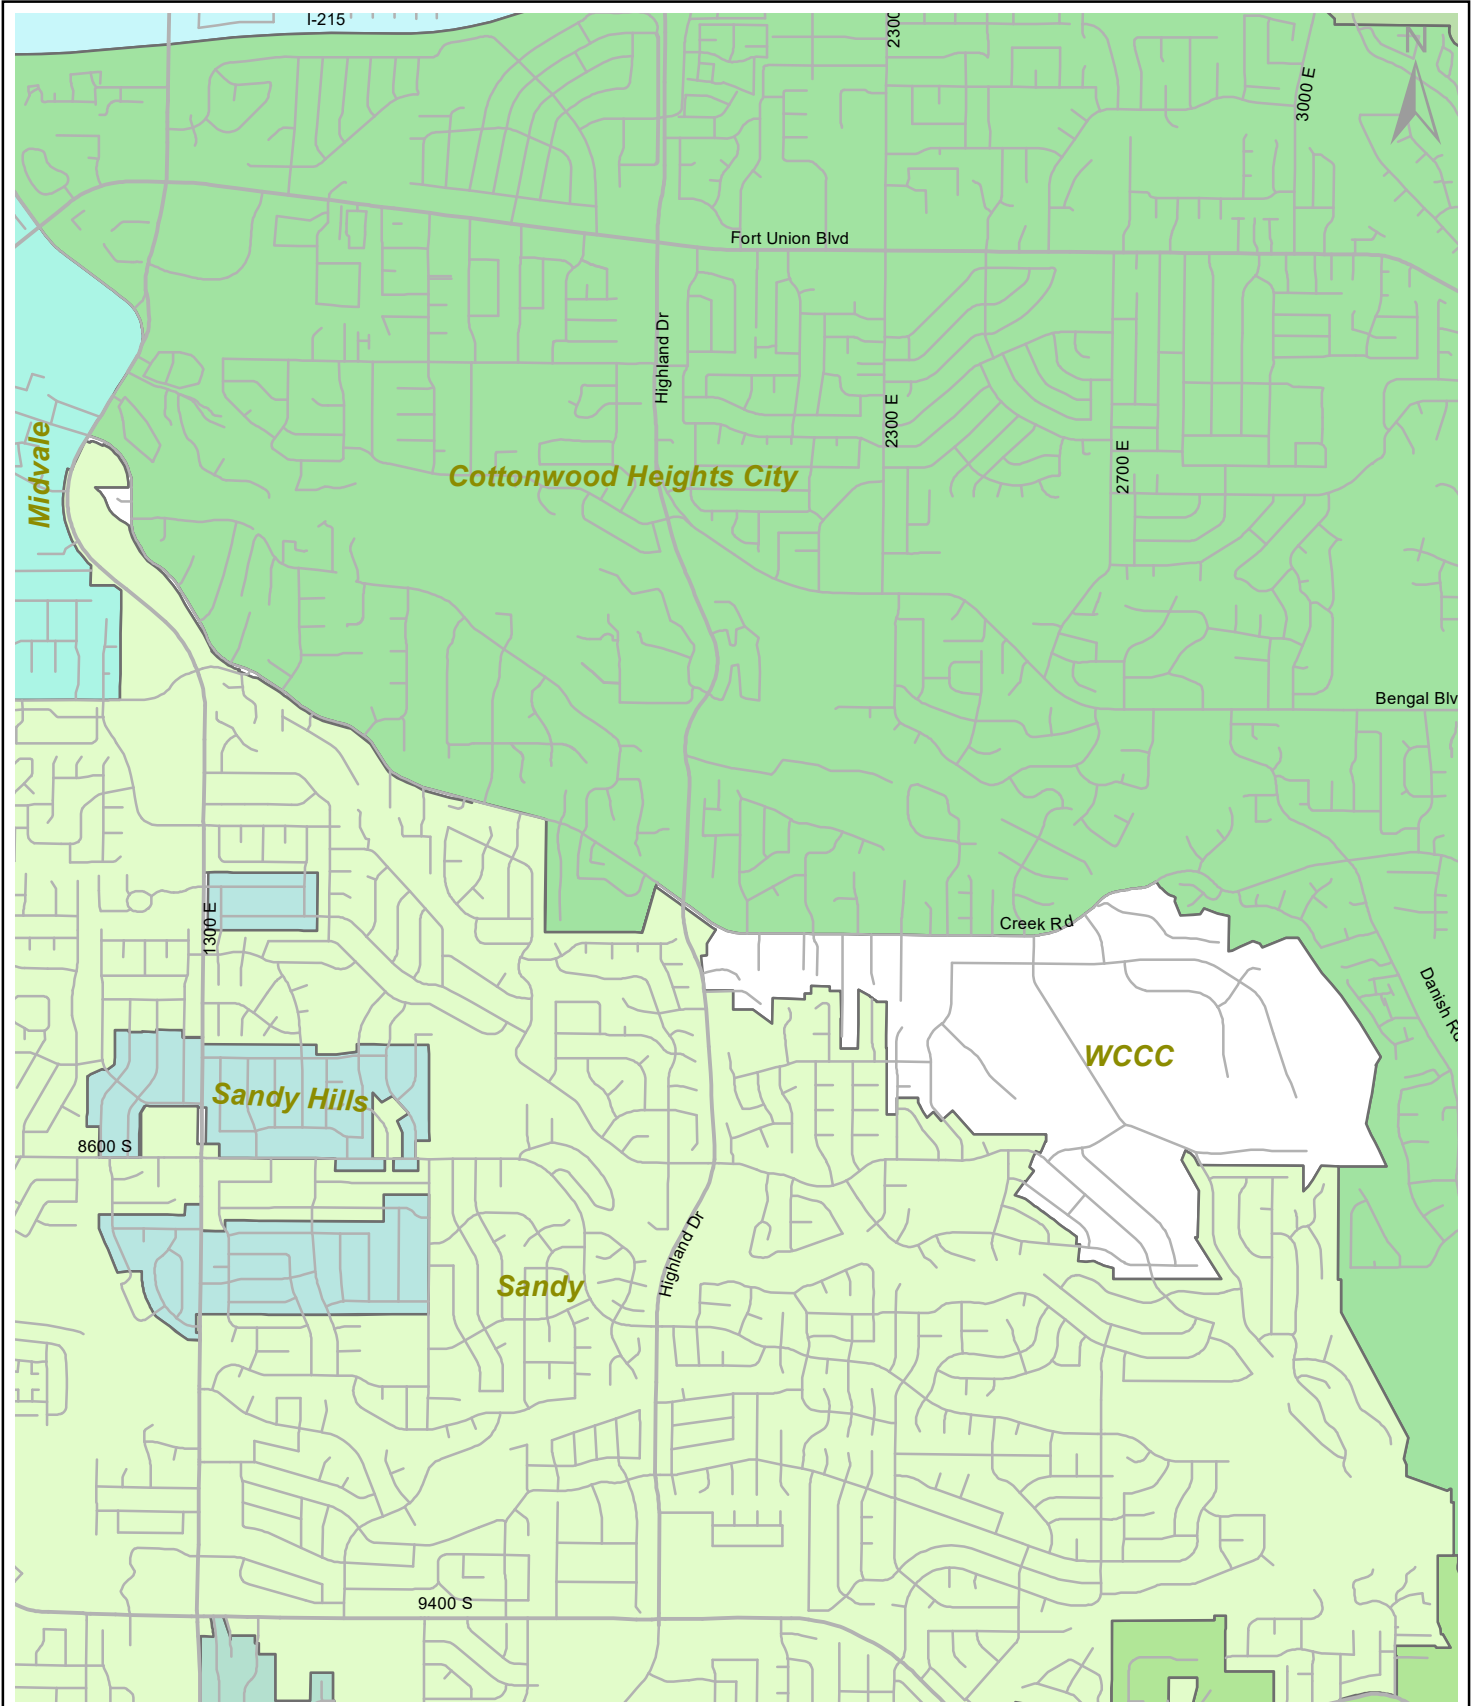 I-215
2300
N
3000 E
Fort Union Blvd
Highland Dr
2300 E
Midvale
2700 E
Cottonwood Heights City
Bengal Blv
1300 E
Creek Rd
Danish Rd
WCCC
Sandy Hills
8600 S
Highland Dr
Sandy
9400 S